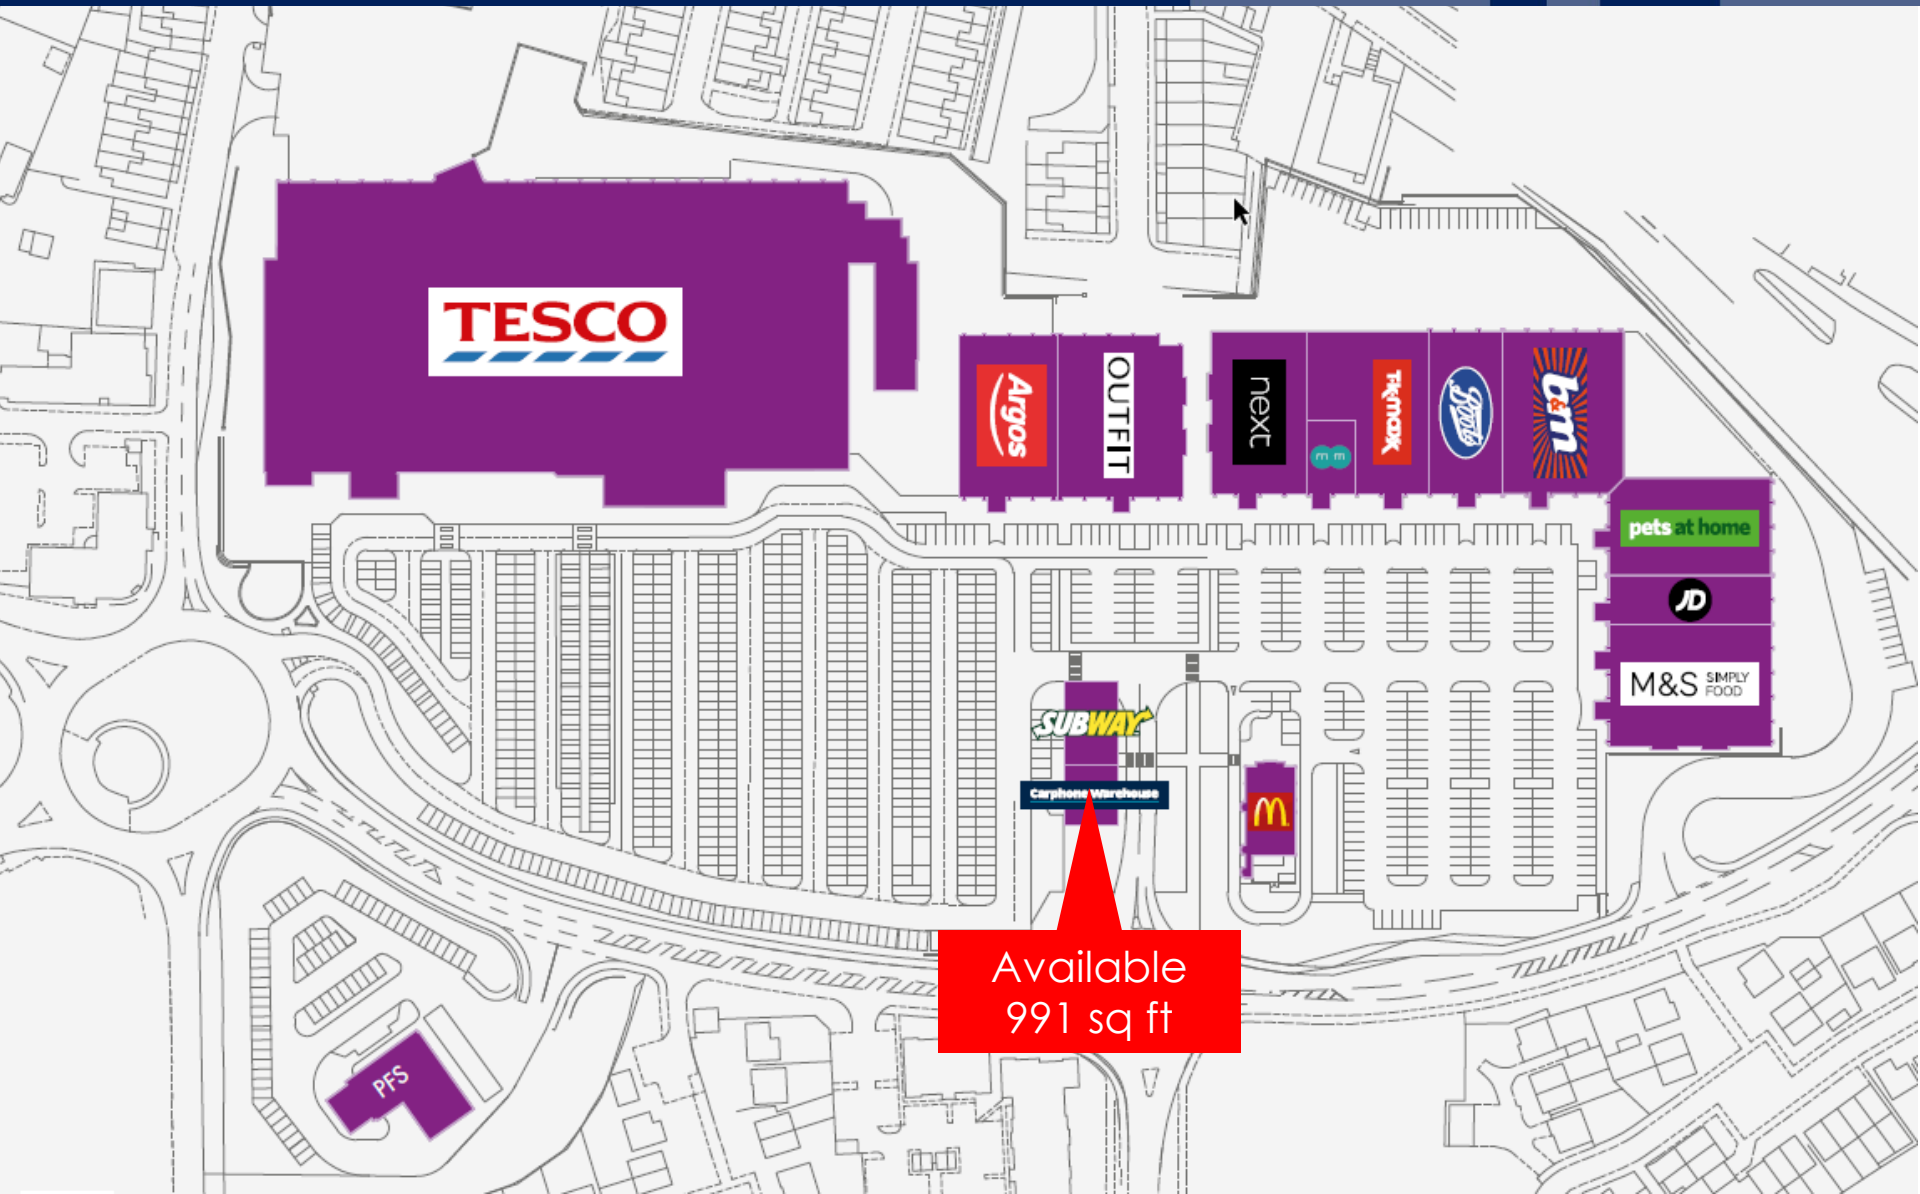 TESCO
Argos
OUTFIT
next
EE
TK maxx
Boots
b&m
pets at home
JD
M&S SIMPLY
FOOD
SUBWAY
Carphone Warehouse
M
Available
991 sq ft
PFS